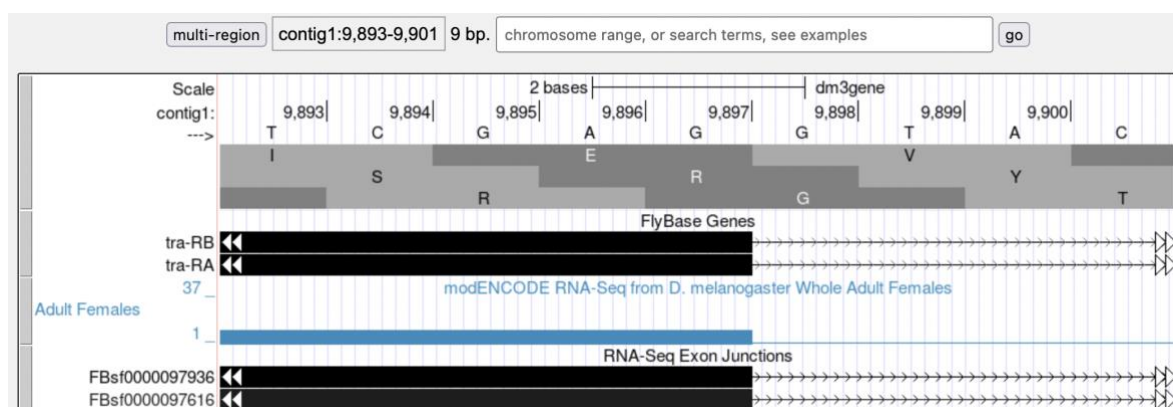 multi-region contig1:9,893-9,901 9 bp. chromosome range, or search terms, see examples go
Scale 2 bases dm3gene
contig1: 9,893 9,894 9,895 9,896 9,897 9,898 9,899 9,900
---> T C G A G G T A C
I E V
S R Y
R G T
FlyBase Genes
tra-RB
tra-RA
37 _ modENCODE RNA-Seq from D. melanogaster Whole Adult Females
Adult Females
1 _
RNA-Seq Exon Junctions
FBsf0000097936
FBsf0000097616